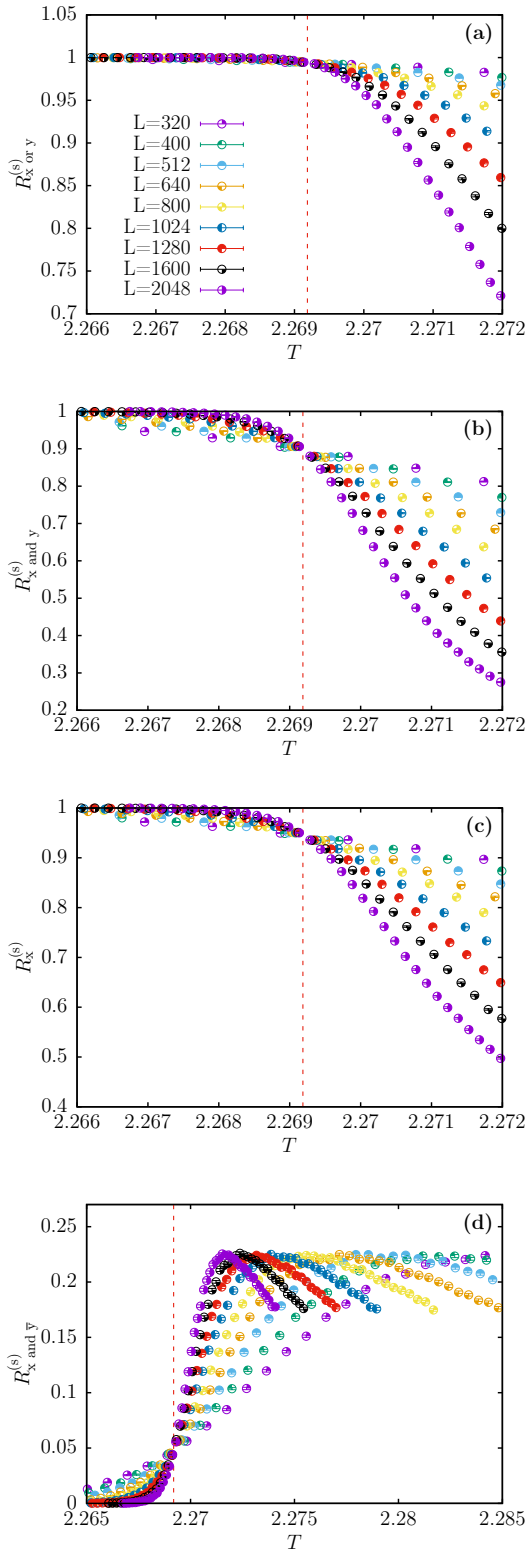 (a)
1.05
1
0.95
0.9
0.85
0.8
0.75
0.7
R_{x or y}^{(s)}
L=320
L=400
L=512
L=640
L=800
L=1024
L=1280
L=1600
L=2048
2.266 2.267 2.268 2.269 2.27 2.271 2.272
T
(b)
1
0.9
0.8
0.7
0.6
0.5
0.4
0.3
0.2
R_{x and y}^{(s)}
2.266 2.267 2.268 2.269 2.27 2.271 2.272
T
(c)
1
0.9
0.8
0.7
0.6
0.5
0.4
R_{x}^{(s)}
2.266 2.267 2.268 2.269 2.27 2.271 2.272
T
(d)
0.25
0.2
0.15
0.1
0.05
0
R_{x and y̅}^{(s)}
2.265 2.27 2.275 2.28 2.285
T